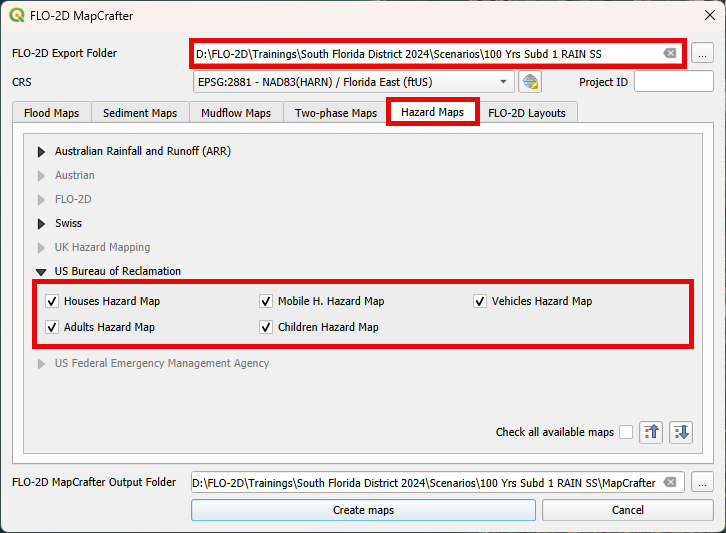 FLO-2D MapCrafter
FLO-2D Export Folder D:\FLO-2D\Trainings\South Florida District 2024\Scenarios\100 Yrs Subd 1 RAIN SS ...
CRS EPSG:2881 - NAD83(HARN) / Florida East (ftUS) Project ID
Flood Maps Sediment Maps Mudflow Maps Two-phase Maps Hazard Maps FLO-2D Layouts
Australian Rainfall and Runoff (ARR)
Austrian
FLO-2D
Swiss
UK Hazard Mapping
US Bureau of Reclamation
Houses Hazard Map Mobile H. Hazard Map Vehicles Hazard Map
Adults Hazard Map Children Hazard Map
US Federal Emergency Management Agency
Check all available maps
FLO-2D MapCrafter Output Folder D:\FLO-2D\Trainings\South Florida District 2024\Scenarios\100 Yrs Subd 1 RAIN SS\MapCrafter ...
Create maps Cancel